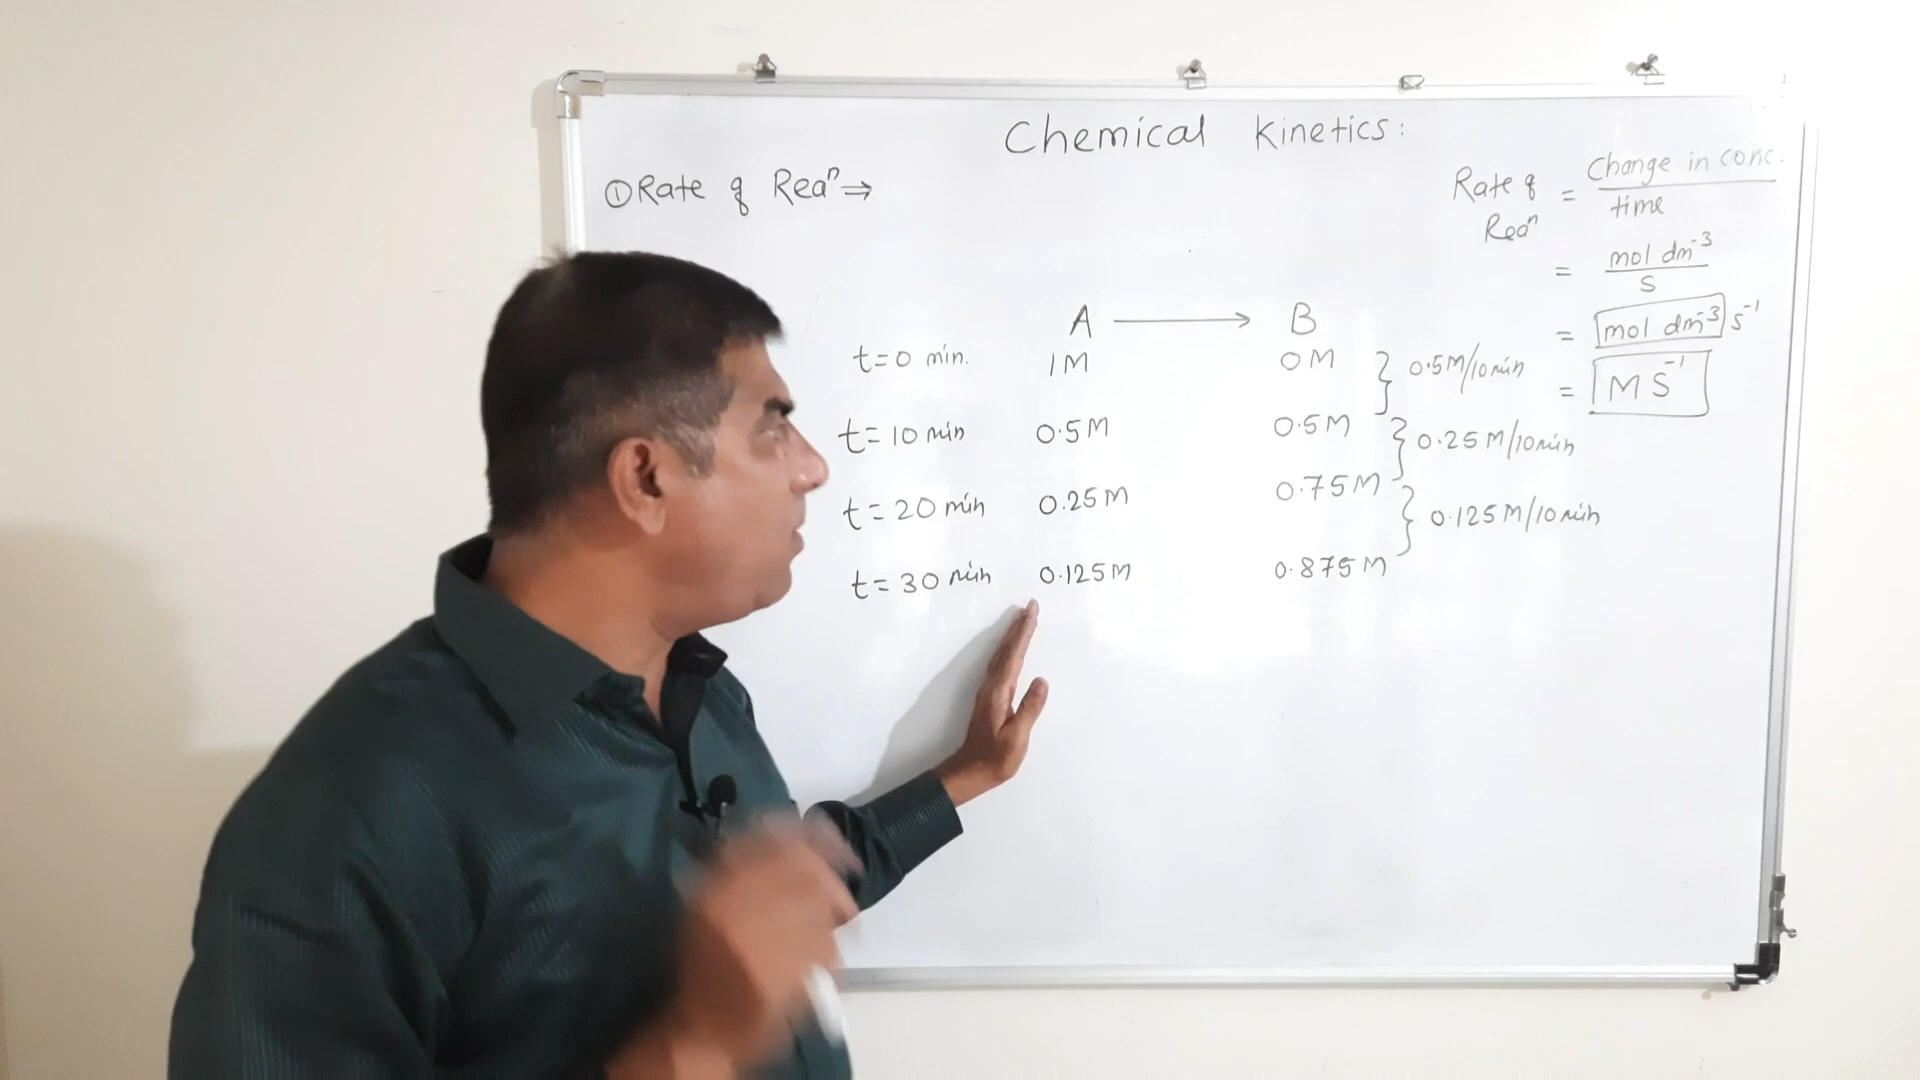 Chemical Kinetics:
① Rate of Reaⁿ ⇒
Rate of Reaⁿ = Change in conc. / time
= mol dm⁻³ / S
= mol dm⁻³ s⁻¹
= M S⁻¹
A ⟶ B
t=0 min. 1M 0M } 0.5M/10min
t=10 min 0.5M 0.5M } 0.25M/10min
t=20 min 0.25M 0.75M } 0.125M/10min
t=30 min 0.125M 0.875M